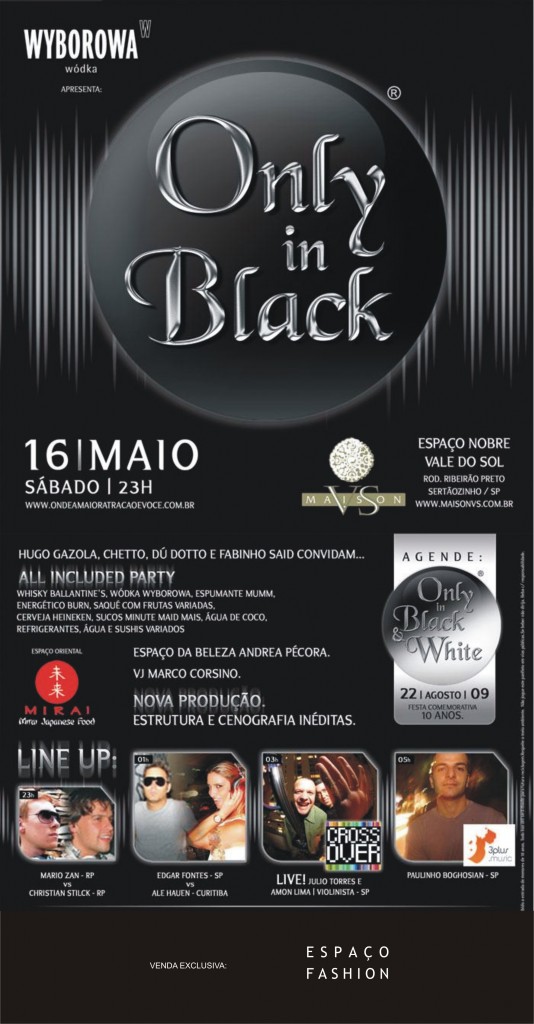 WYBOROWA W
wódka
APRESENTA:
®
Only
in
Black
16|MAIO
SÁBADO | 23H
WWW.ONDEAMAIORATRACAOEVOCE.COM.BR
MAISSON
VS
ESPAÇO NOBRE
VALE DO SOL
ROD. RIBEIRÃO PRETO
SERTÃOZINHO / SP
WWW.MAISONVS.COM.BR
HUGO GAZOLA, CHETTO, DÚ DOTTO E FABINHO SAID CONVIDAM...
ALL INCLUDED PARTY
WHISKY BALLANTINE'S, WÓDKA WYBOROWA, ESPUMANTE MUMM,
ENERGÉTICO BURN, SAQUÊ COM FRUTAS VARIADAS,
CERVEJA HEINEKEN, SUCOS MINUTE MAID MAIS, ÁGUA DE COCO,
REFRIGERANTES, ÁGUA E SUSHIS VARIADOS
AGENDE:
Only ®
in
Black
& White
22 | AGOSTO | 09
FESTA COMEMORATIVA
10 ANOS.
ESPAÇO ORIENTAL
MIRAI
New Japanese Food
ESPAÇO DA BELEZA ANDREA PÉCORA.
VJ MARCO CORSINO.
NOVA PRODUÇÃO.
ESTRUTURA E CENOGRAFIA INÉDITAS.
LINE UP:
23h
MARIO ZAN - RP
VS
CHRISTIAN STILCK - RP
01h
EDGAR FONTES - SP
VS
ALE HAUEN - CURITIBA
03h
CROSS
OVER
LIVE! JULIO TORRES E
AMON LIMA | VIOLINISTA - SP
05h
3plus
.music
PAULINHO BOGHOSIAN - SP
VENDA EXCLUSIVA:
ESPAÇO
FASHION